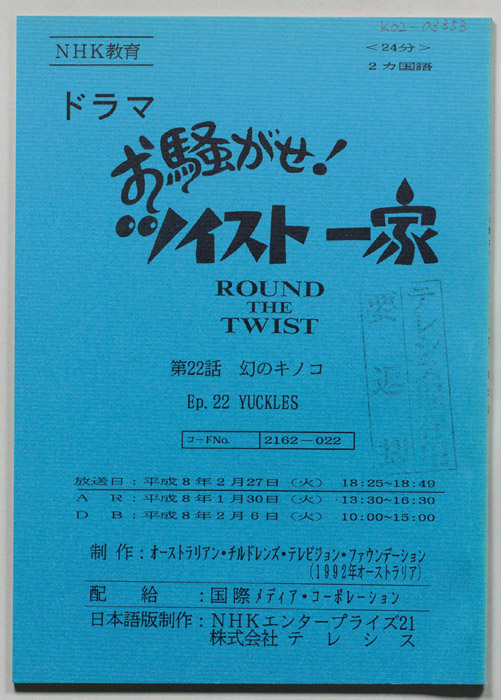 K02-03353
NHK教育
<24分>
2カ国語
ドラマ
お騒がせ!
ツイスト一家
ROUND
THE
TWIST
第22話 幻のキノコ
Ep. 22 YUCKLES
コードNo. 2162-022
放送日:平成8年2月27日(火) 18:25~18:49
A R:平成8年1月30日(火) 13:30~16:30
D B:平成8年2月6日(火) 10:00~15:00
制作:オーストラリアン・チルドレンズ・テレビジョン・ファウンデーション
(1992年オーストラリア)
配給:国際メディア・コーポレーション
日本語版制作:NHKエンタープライズ21
株式会社 テレシス